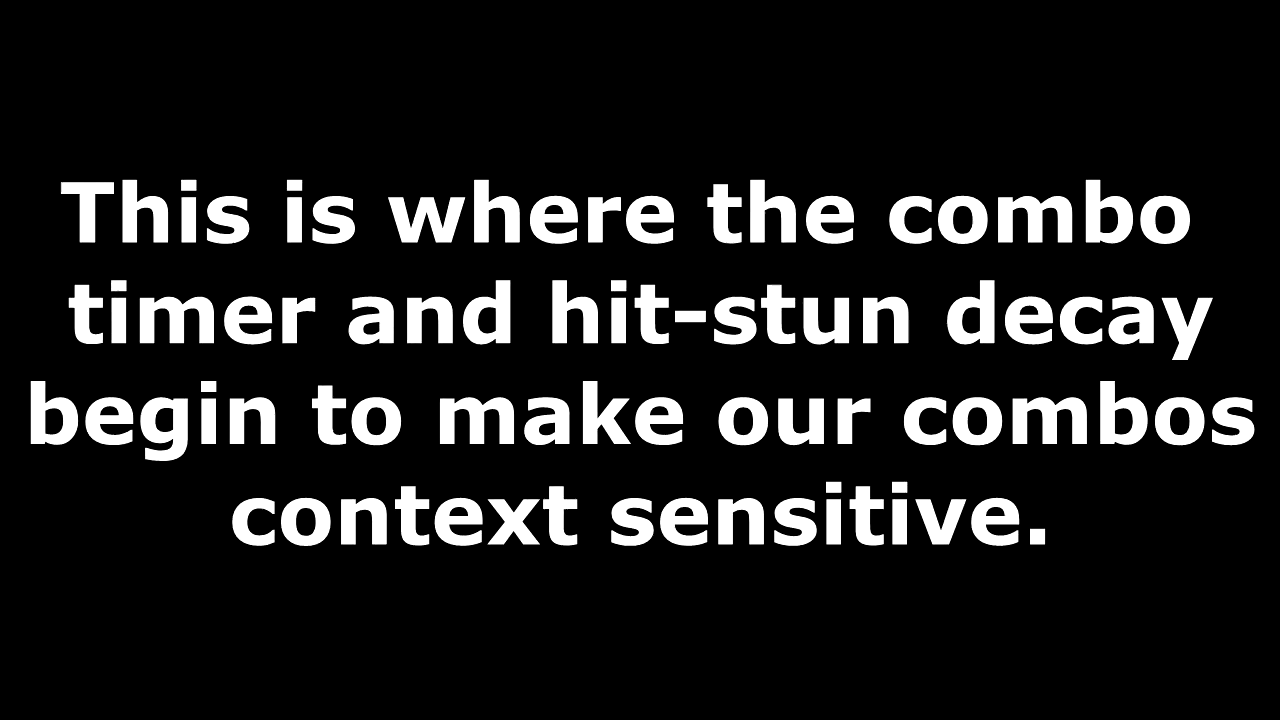 This is where the combo
timer and hit-stun decay
begin to make our combos
context sensitive.